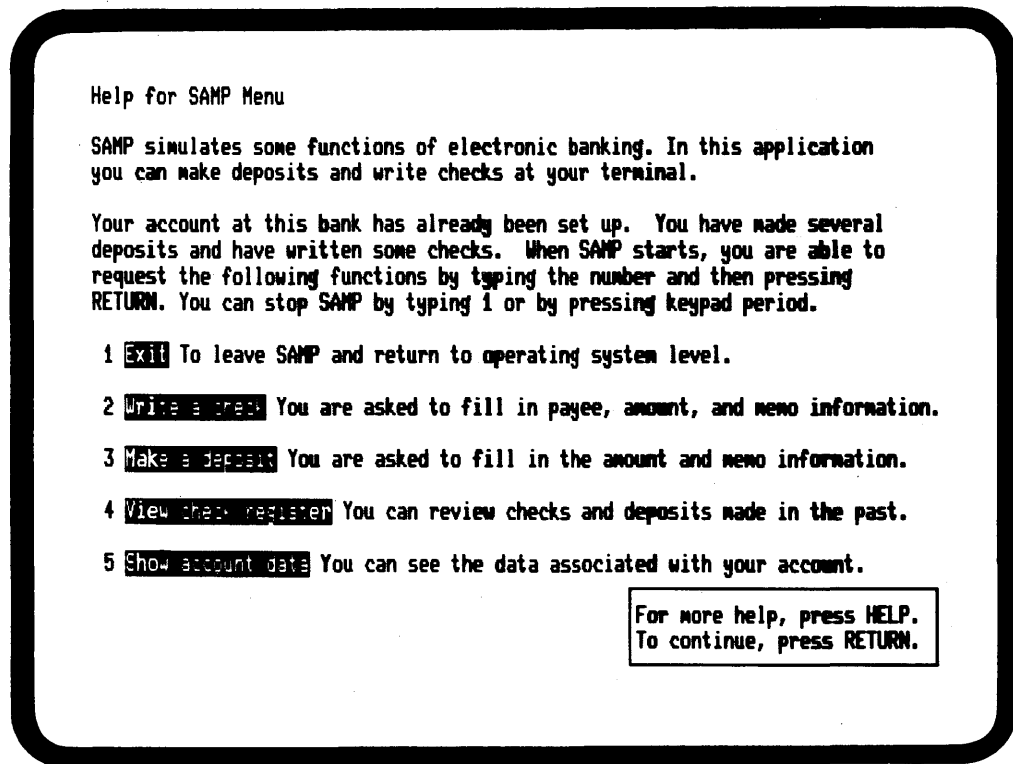 Help for SAMP Menu
SAMP simulates some functions of electronic banking. In this application
you can make deposits and write checks at your terminal.
Your account at this bank has already been set up. You have made several
deposits and have written some checks. When SAMP starts, you are able to
request the following functions by typing the number and then pressing
RETURN. You can stop SAMP by typing 1 or by pressing keypad period.
1 Exit To leave SAMP and return to operating system level.
2 Write a check You are asked to fill in payee, amount, and memo information.
3 Make a deposit You are asked to fill in the amount and memo information.
4 View check register You can review checks and deposits made in the past.
5 Show account data You can see the data associated with your account.
For more help, press HELP.
To continue, press RETURN.